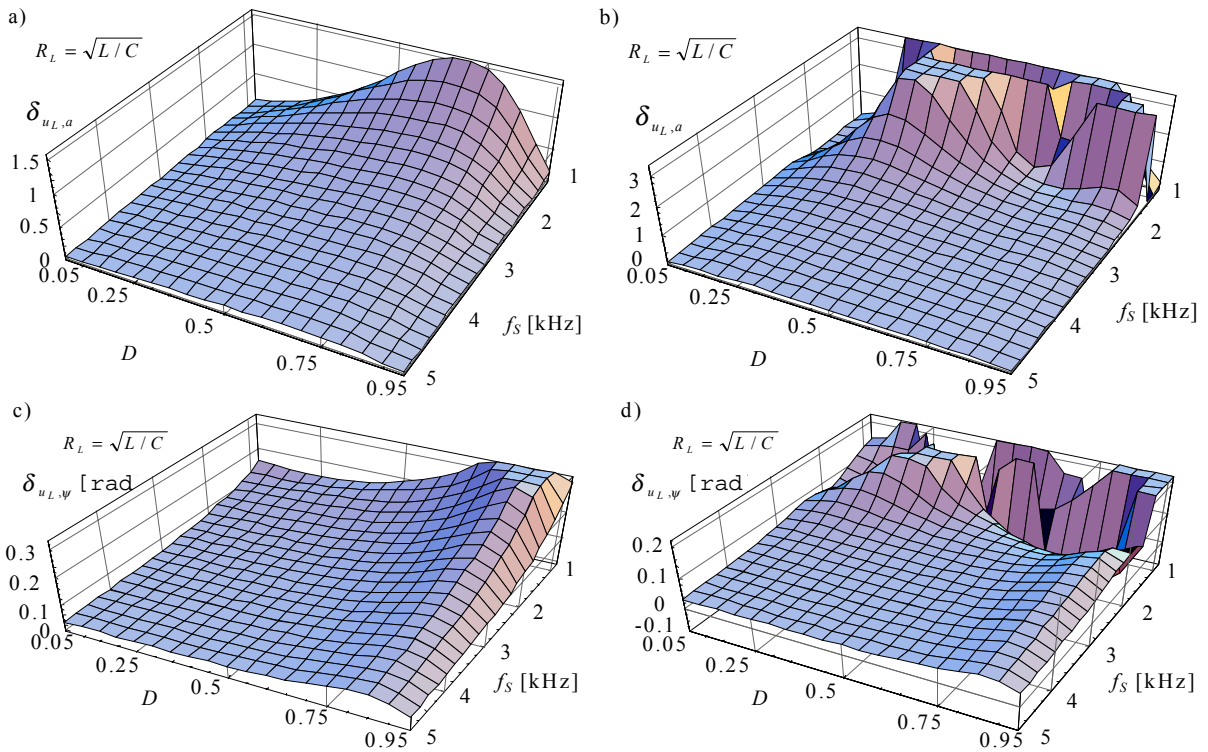 a)
R_L = √L / C
δ_{u_L,a}
1.5
1
0.5
0
0.05
0.25
0.5
0.75
0.95
D
1
2
3
4
5
f_S [kHz]
b)
R_L = √L / C
δ_{u_L,a}
3
2
1
0
0.05
0.25
0.5
0.75
0.95
D
1
2
3
4
5
f_S [kHz]
c)
R_L = √L / C
δ_{u_L,ψ} [rad
0.3
0.2
0.1
0
0.05
0.25
0.5
0.75
0.95
D
1
2
3
4
5
f_S [kHz]
d)
R_L = √L / C
δ_{u_L,ψ} [rad
0.2
0.1
0
-0.1
0.05
0.25
0.5
0.75
0.95
D
1
2
3
4
5
f_S [kHz]